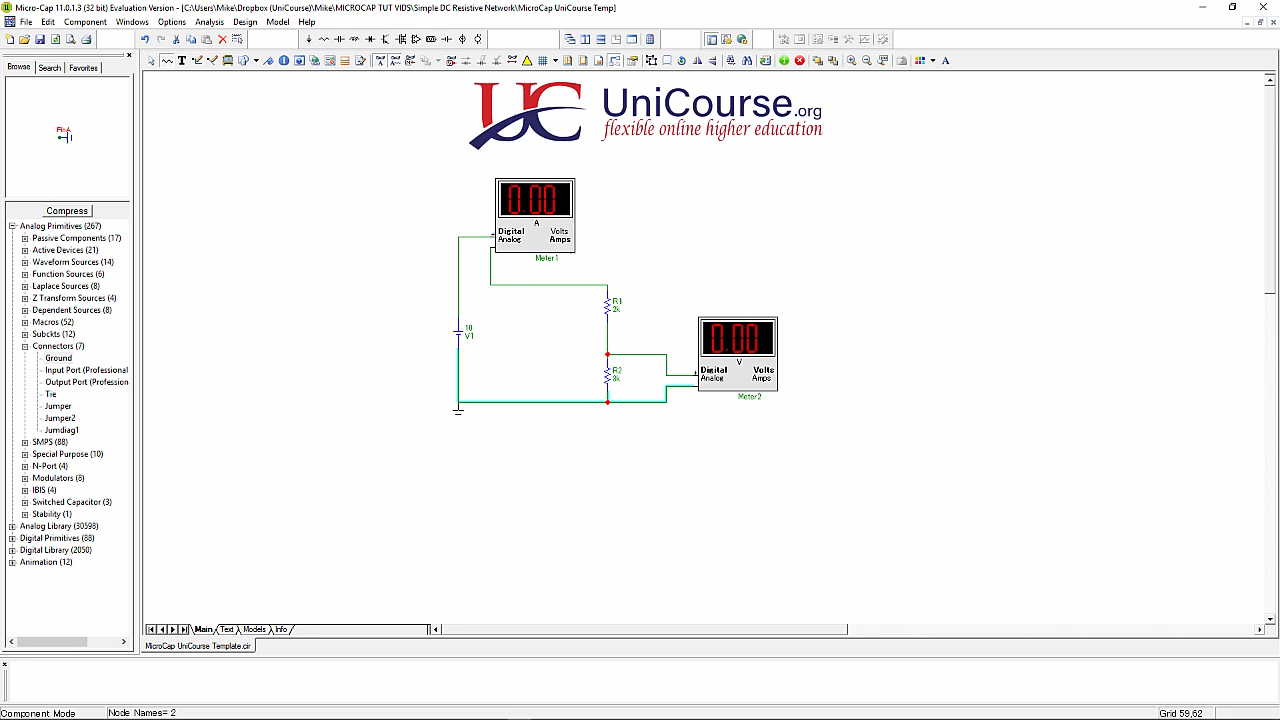 Micro-Cap 11.0.1.3 (32 bit) Evaluation Version - [C:\Users\Mike\Dropbox (UniCourse)\Mike\MICROCAP TUT VIDS\Simple DC Resistive Network\MicroCap UniCourse Temp]
File Edit Component Windows Options Analysis Design Model Help
Browse Search Favorites
Compress
Analog Primitives (267)
Passive Components (17)
Active Devices (21)
Waveform Sources (14)
Function Sources (6)
Laplace Sources (8)
Z Transform Sources (4)
Dependent Sources (8)
Macros (52)
Subckts (12)
Connectors (7)
Ground
Input Port (Professional
Output Port (Profession
Tie
Jumper
Jumper2
Jumdiag1
SMPS (88)
Special Purpose (10)
N-Port (4)
Modulators (8)
IBIS (4)
Switched Capacitor (3)
Stability (1)
Analog Library (30598)
Digital Primitives (88)
Digital Library (2050)
Animation (12)
UC UniCourse.org
flexible online higher education
0.00
A
Digital Volts
Analog Amps
Meter1
R1
2k
10
V1
0.00
V
Digital Volts
Analog Amps
Meter2
R2
3k
Main Text Models Info
MicroCap UniCourse Template.cir
Component Mode Node Names= 2 Grid 59,62